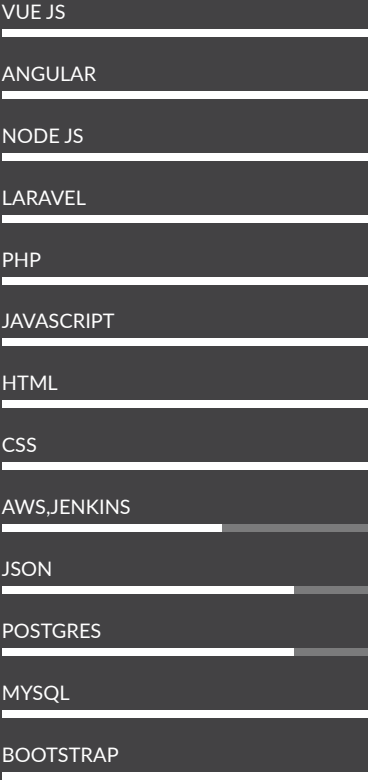 VUE JS
ANGULAR
NODE JS
LARAVEL
PHP
JAVASCRIPT
HTML
CSS
AWS,JENKINS
JSON
POSTGRES
MYSQL
BOOTSTRAP